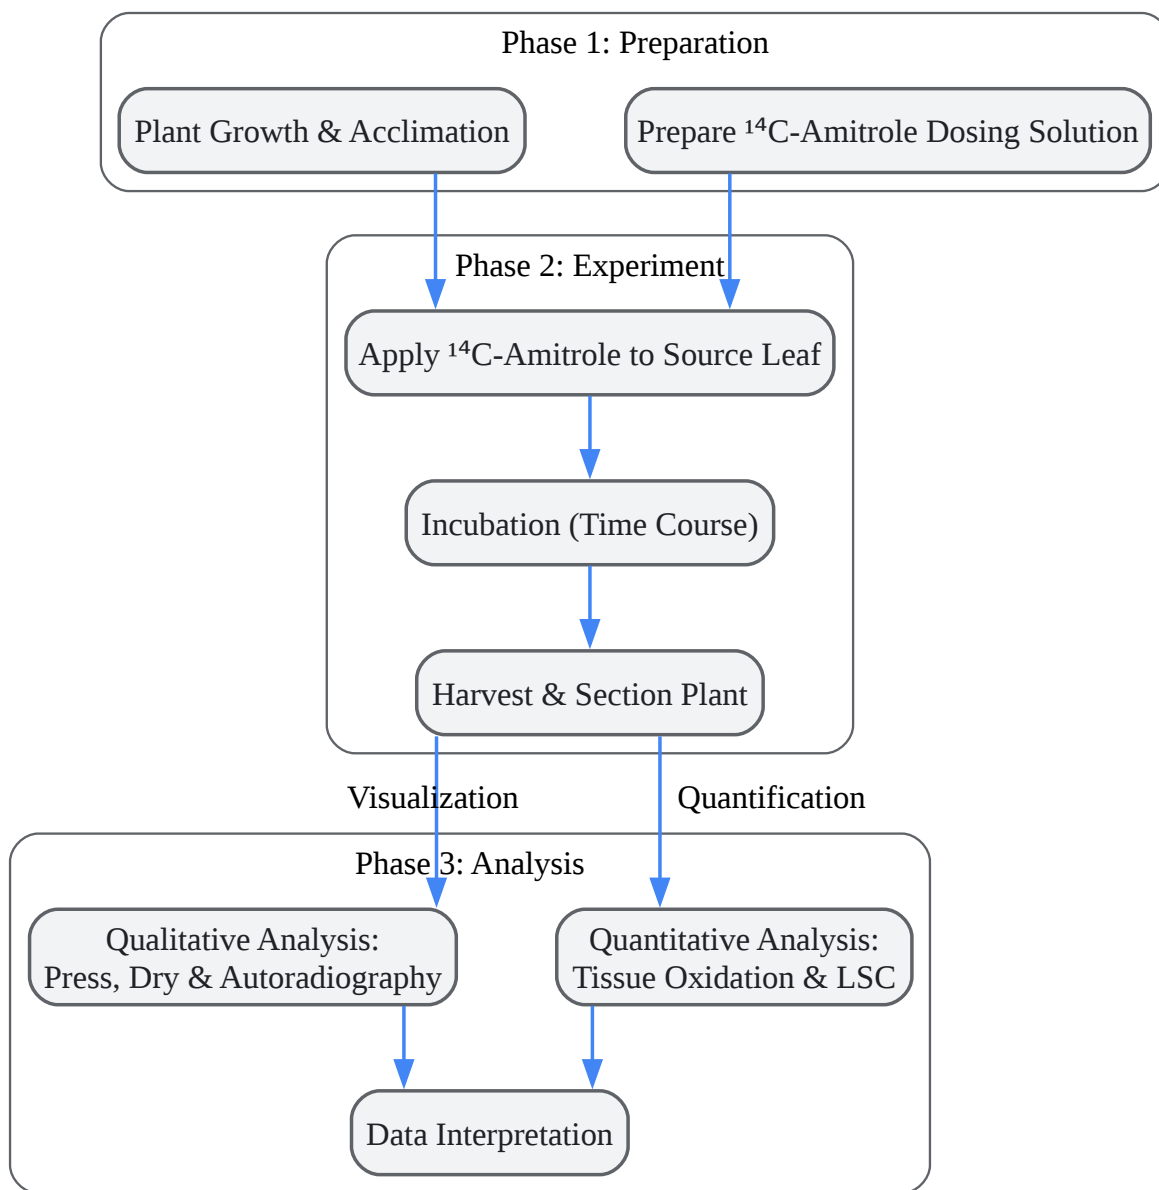 Phase 1: Preparation
Plant Growth & Acclimation
Prepare ¹⁴C-Amitrole Dosing Solution
Phase 2: Experiment
Apply ¹⁴C-Amitrole to Source Leaf
Incubation (Time Course)
Harvest & Section Plant
Visualization
Quantification
Phase 3: Analysis
Qualitative Analysis:
Press, Dry & Autoradiography
Quantitative Analysis:
Tissue Oxidation & LSC
Data Interpretation